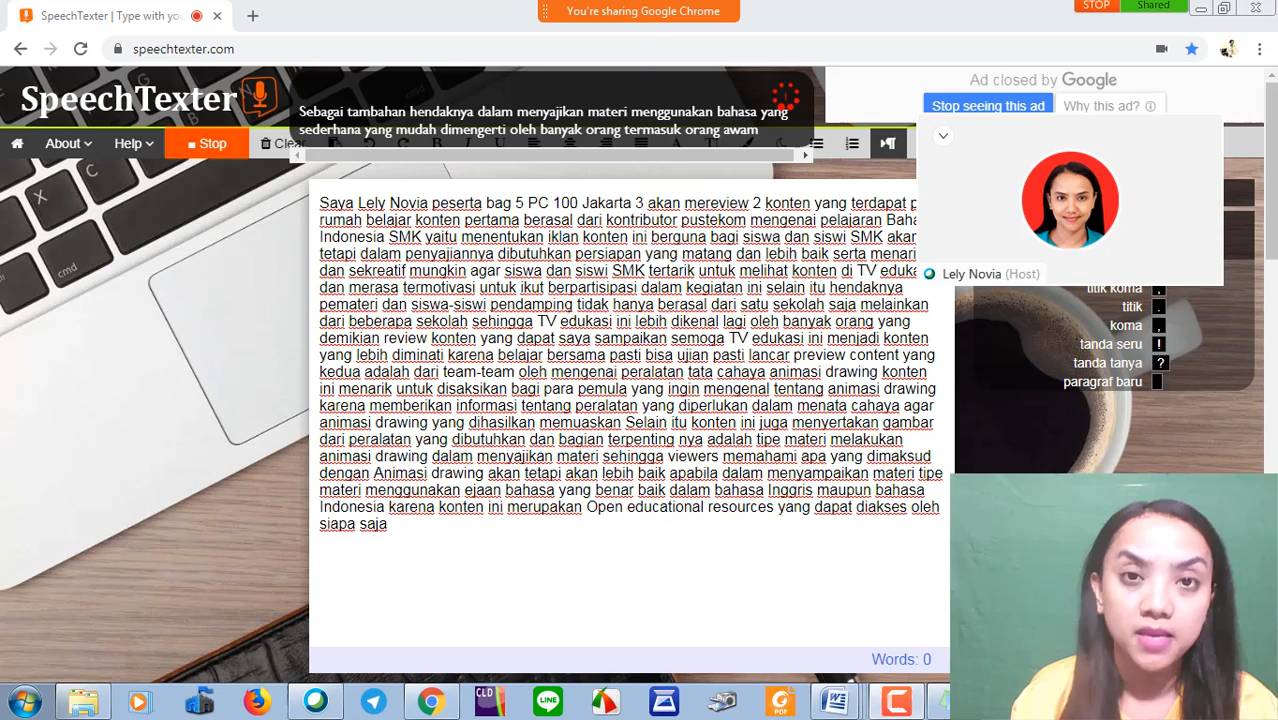 SpeechTexter | Type with you
You're sharing Google Chrome
STOP
Shared
speechtexter.com
SpeechTexter
Sebagai tambahan hendaknya dalam menyajikan materi menggunakan bahasa yang
sederhana yang mudah dimengerti oleh banyak orang termasuk orang awam
Ad closed by Google
Stop seeing this ad
Why this ad?
About
Help
Stop
Clear
Saya Lely Novia peserta bag 5 PC 100 Jakarta 3 akan mereview 2 konten yang terdapat
rumah belajar konten pertama berasal dari kontributor pustekom mengenai pelajaran Baha
Indonesia SMK yaitu menentukan iklan konten ini berguna bagi siswa dan siswi SMK akan
tetapi dalam penyajiannya dibutuhkan persiapan yang matang dan lebih baik serta menari
dan sekreatif mungkin agar siswa dan siswi SMK tertarik untuk melihat konten di TV eduka
dan merasa termotivasi untuk ikut berpartisipasi dalam kegiatan ini selain itu hendaknya
pemateri dan siswa-siswi pendamping tidak hanya berasal dari satu sekolah saja melainkan
dari beberapa sekolah sehingga TV edukasi ini lebih dikenal lagi oleh banyak orang yang
demikian review konten yang dapat saya sampaikan semoga TV edukasi ini menjadi konten
yang lebih diminati karena belajar bersama pasti bisa ujian pasti lancar preview content yang
kedua adalah dari team-team oleh mengenai peralatan tata cahaya animasi drawing konten
ini menarik untuk disaksikan bagi para pemula yang ingin mengenal tentang animasi drawing
karena memberikan informasi tentang peralatan yang diperlukan dalam menata cahaya agar
animasi drawing yang dihasilkan memuaskan Selain itu konten ini juga menyertakan gambar
dari peralatan yang dibutuhkan dan bagian terpenting nya adalah tipe materi melakukan
animasi drawing dalam menyajikan materi sehingga viewers memahami apa yang dimaksud
dengan Animasi drawing akan tetapi akan lebih baik apabila dalam menyampaikan materi tipe
materi menggunakan ejaan bahasa yang benar baik dalam bahasa Inggris maupun bahasa
Indonesia karena konten ini merupakan Open educational resources yang dapat diakses oleh
siapa saja
Words: 0
Lely Novia (Host)
titik koma ;
titik .
koma ,
tanda seru !
tanda tanya ?
paragraf baru
X
C
cmd
cmd
CLD
LINE
PDF
W